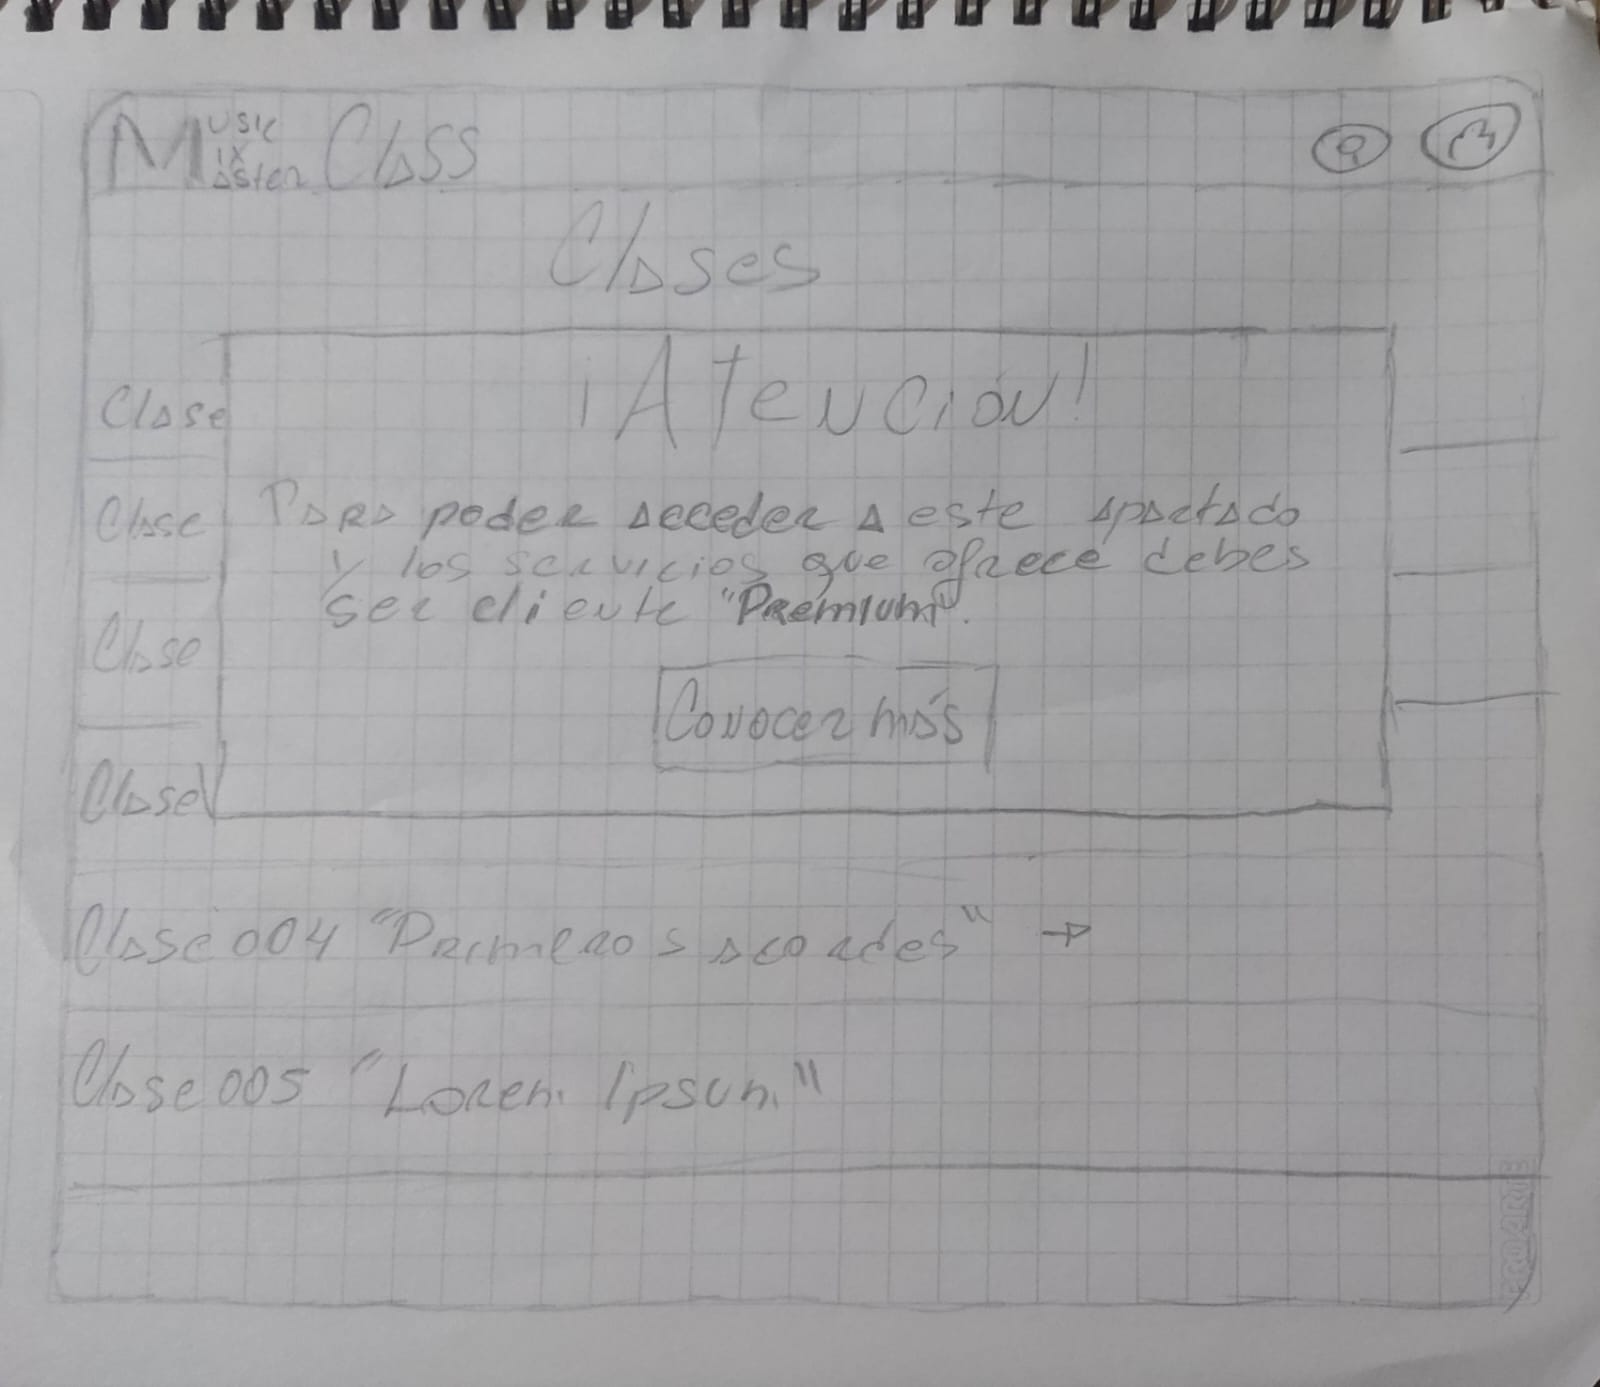 Music Mix Master Class
Clases
¡Atención!
Clase
Para poder acceder a este apartado
Clase
y los servicios que ofrece debes
ser cliente "Premium".
Clase
Conocer más
Clase
Clase 004 "Primeros acordes" →
Clase 005 "Lorem Ipsum"
PROARTE